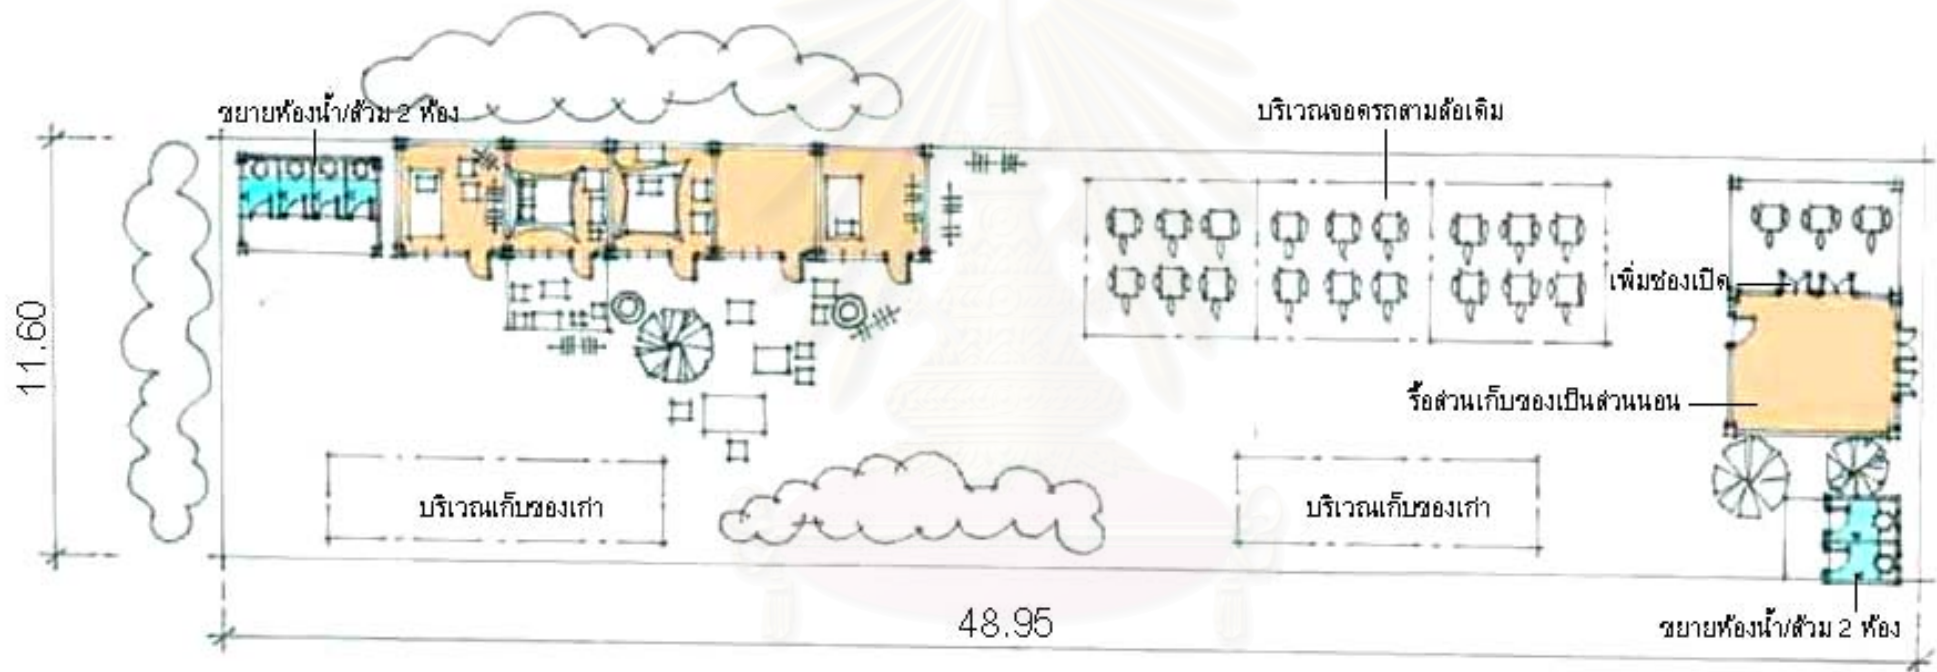 ขยายห้องน้ำ/ส้วม 2 ห้อง
บริเวณจอดรถสามล้อเดิม
เพิ่มช่องเปิด
11.60
รื้อส่วนเก็บของเป็นส่วนนอน
บริเวณเก็บของเก่า
บริเวณเก็บของเก่า
48.95
ขยายห้องน้ำ/ส้วม 2 ห้อง